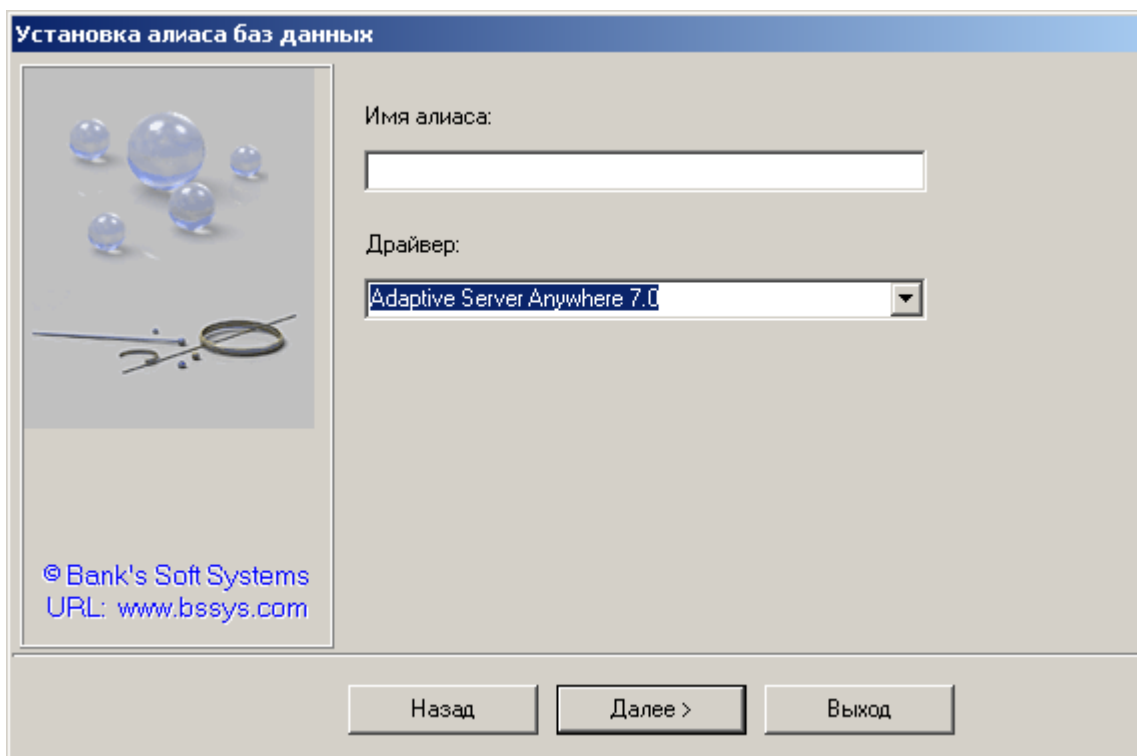 Установка алиаса баз данных
Имя алиаса:
Драйвер:
Adaptive Server Anywhere 7.0
© Bank's Soft Systems
URL: www.bssys.com
Назад
Далее >
Выход